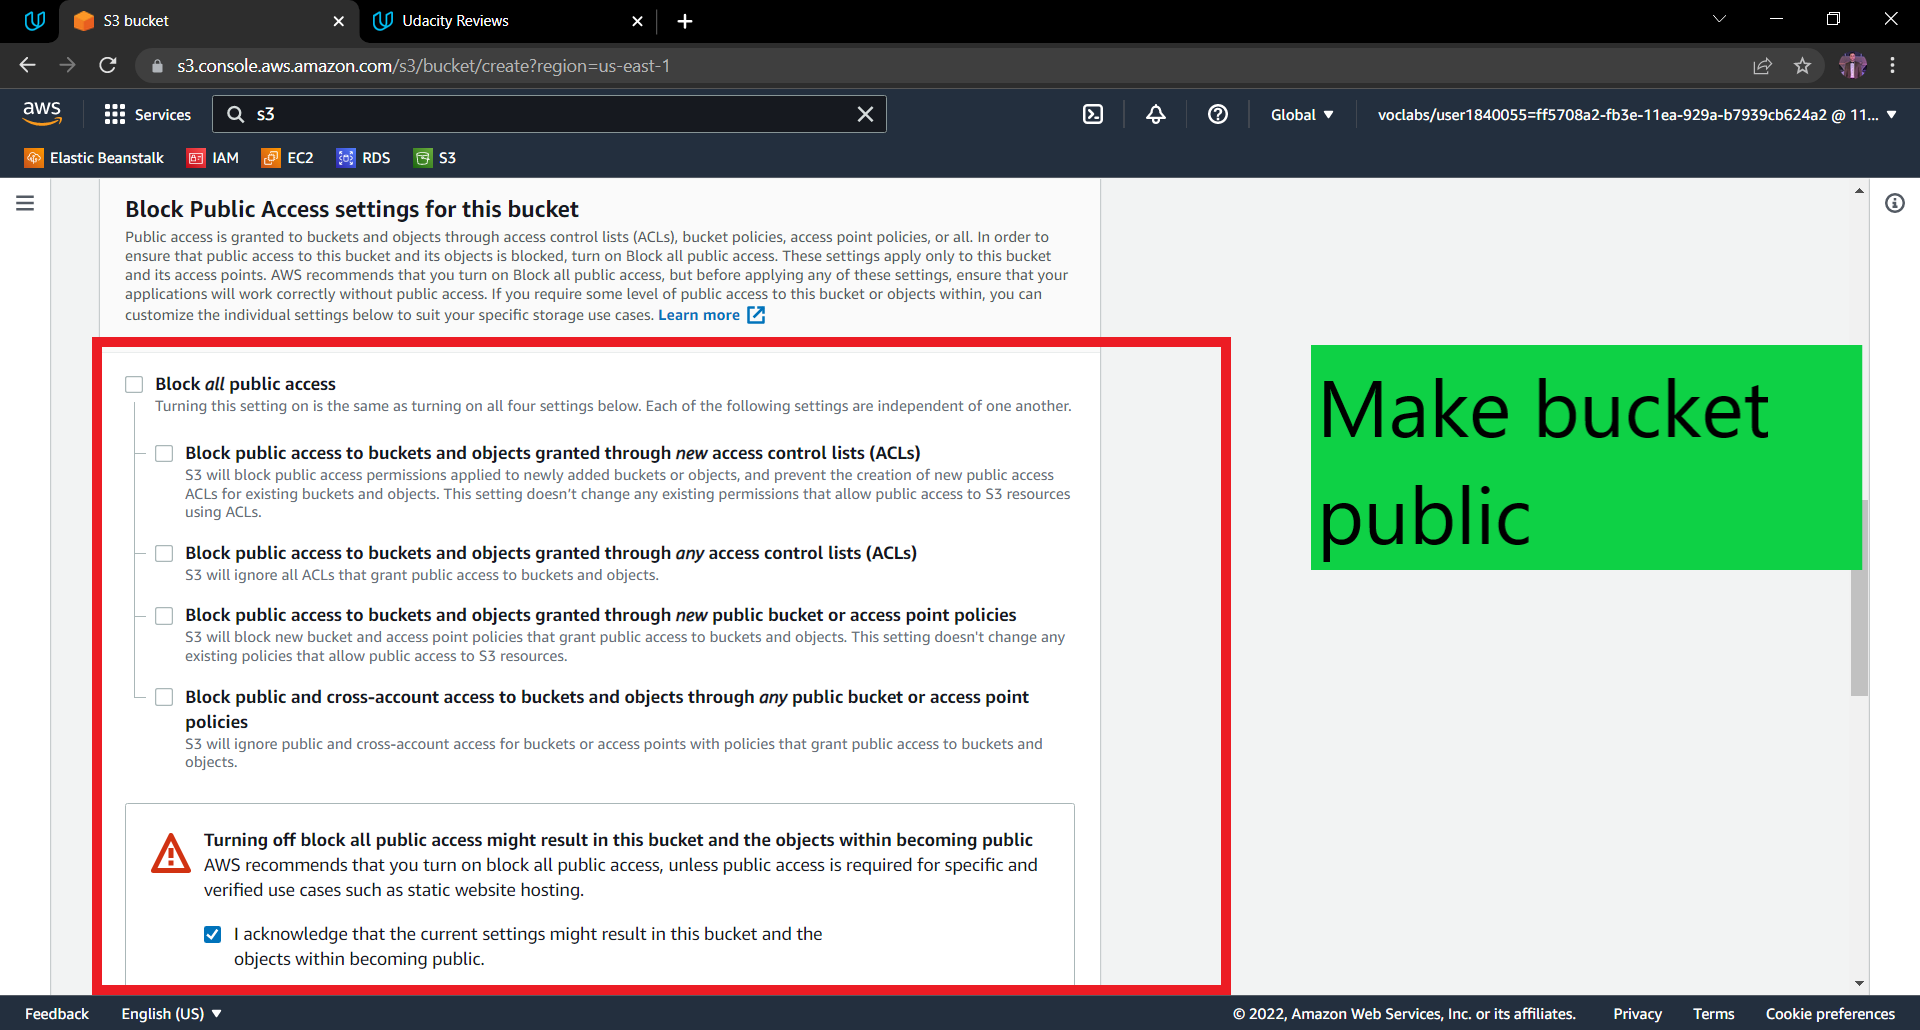 S3 bucket
Udacity Reviews
s3.console.aws.amazon.com/s3/bucket/create?region=us-east-1
aws
Services
s3
Global
voclabs/user1840055=ff5708a2-fb3e-11ea-929a-b7939cb624a2 @ 11...
Elastic Beanstalk
IAM
EC2
RDS
S3
Block Public Access settings for this bucket
Public access is granted to buckets and objects through access control lists (ACLs), bucket policies, access point policies, or all. In order to
ensure that public access to this bucket and its objects is blocked, turn on Block all public access. These settings apply only to this bucket
and its access points. AWS recommends that you turn on Block all public access, but before applying any of these settings, ensure that your
applications will work correctly without public access. If you require some level of public access to this bucket or objects within, you can
customize the individual settings below to suit your specific storage use cases. Learn more
Block all public access
Turning this setting on is the same as turning on all four settings below. Each of the following settings are independent of one another.
Block public access to buckets and objects granted through new access control lists (ACLs)
S3 will block public access permissions applied to newly added buckets or objects, and prevent the creation of new public access
ACLs for existing buckets and objects. This setting doesn't change any existing permissions that allow public access to S3 resources
using ACLs.
Block public access to buckets and objects granted through any access control lists (ACLs)
S3 will ignore all ACLs that grant public access to buckets and objects.
Block public access to buckets and objects granted through new public bucket or access point policies
S3 will block new bucket and access point policies that grant public access to buckets and objects. This setting doesn't change any
existing policies that allow public access to S3 resources.
Block public and cross-account access to buckets and objects through any public bucket or access point
policies
S3 will ignore public and cross-account access for buckets or access points with policies that grant public access to buckets and
objects.
Turning off block all public access might result in this bucket and the objects within becoming public
AWS recommends that you turn on block all public access, unless public access is required for specific and
verified use cases such as static website hosting.
I acknowledge that the current settings might result in this bucket and the
objects within becoming public.
Make bucket
public
Feedback
English (US)
© 2022, Amazon Web Services, Inc. or its affiliates.
Privacy
Terms
Cookie preferences